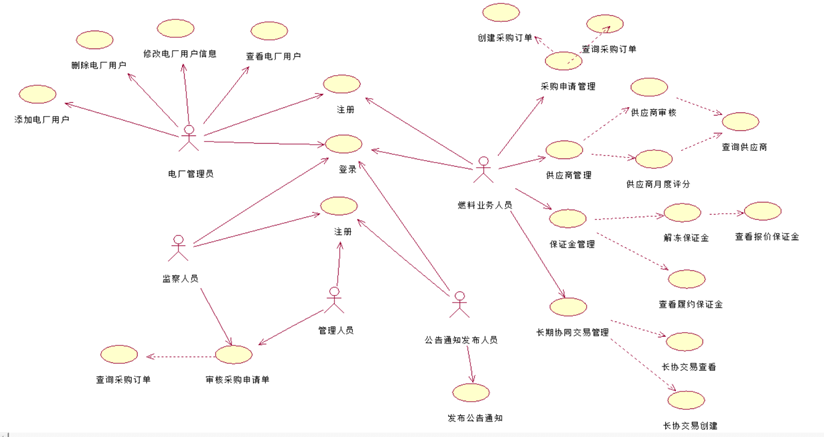 创建采购订单
查询采购订单
删除电厂用户
修改电厂用户信息
查看电厂用户
采购申请管理
添加电厂用户
注册
供应商审核
查询供应商
电厂管理员
登录
燃料业务人员
供应商管理
供应商月度评分
注册
保证金管理
解冻保证金
查看报价保证金
监察人员
查看履约保证金
管理人员
公告通知发布人员
长期协网交易管理
长协交易查看
查询采购订单
审核采购申请单
发布公告通知
长协交易创建